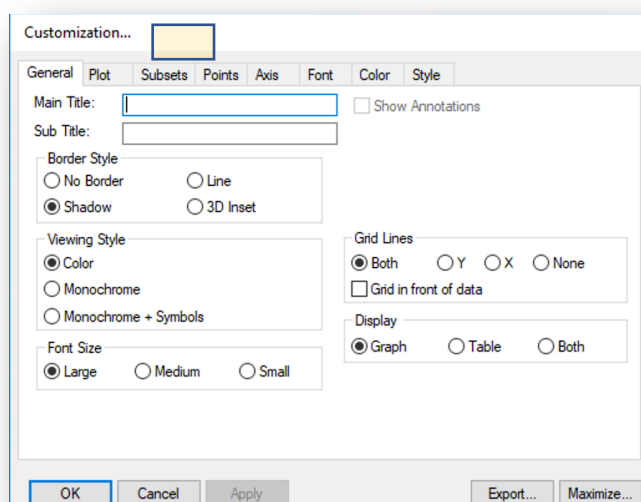 Customization...
General Plot Subsets Points Axis Font Color Style
Main Title: Show Annotations
Sub Title:
Border Style
No Border Line
Shadow 3D Inset
Viewing Style Grid Lines
Color Both Y X None
Monochrome Grid in front of data
Monochrome + Symbols Display
Font Size Graph Table Both
Large Medium Small
OK Cancel Apply Export... Maximize...